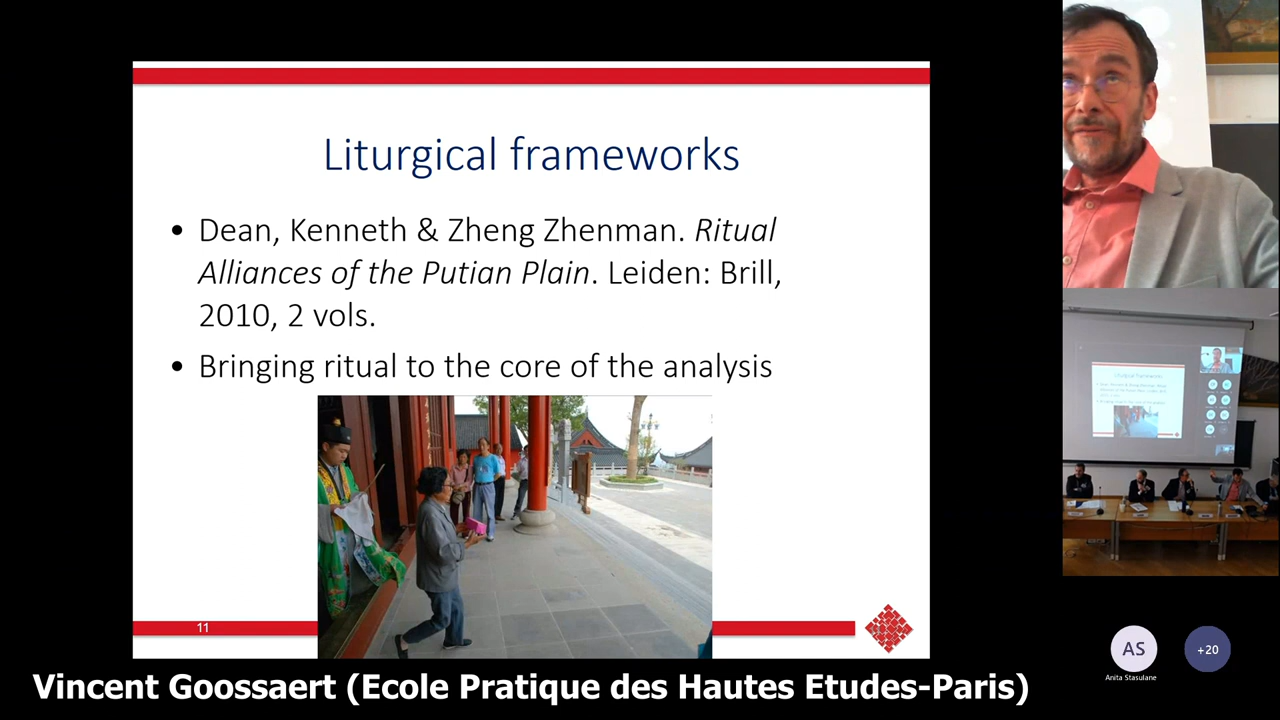 Liturgical frameworks
• Dean, Kenneth & Zheng Zhenman. Ritual
Alliances of the Putian Plain. Leiden: Brill,
2010, 2 vols.
• Bringing ritual to the core of the analysis
11
Vincent Goossaert (Ecole Pratique des Hautes Etudes-Paris)
AS
Anita Stasulane
+20
Liturgical frameworks